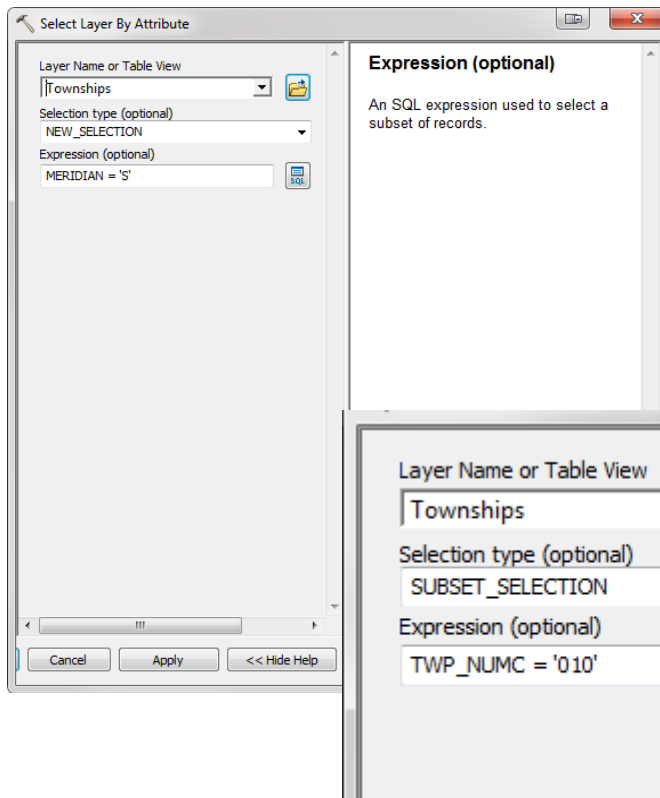 Select Layer By Attribute
Layer Name or Table View
Townships
Selection type (optional)
NEW_SELECTION
Expression (optional)
MERIDIAN = 'S'
SQL
Cancel
Apply
<< Hide Help
Expression (optional)
An SQL expression used to select a
subset of records.
Layer Name or Table View
Townships
Selection type (optional)
SUBSET_SELECTION
Expression (optional)
TWP_NUMC = '010'